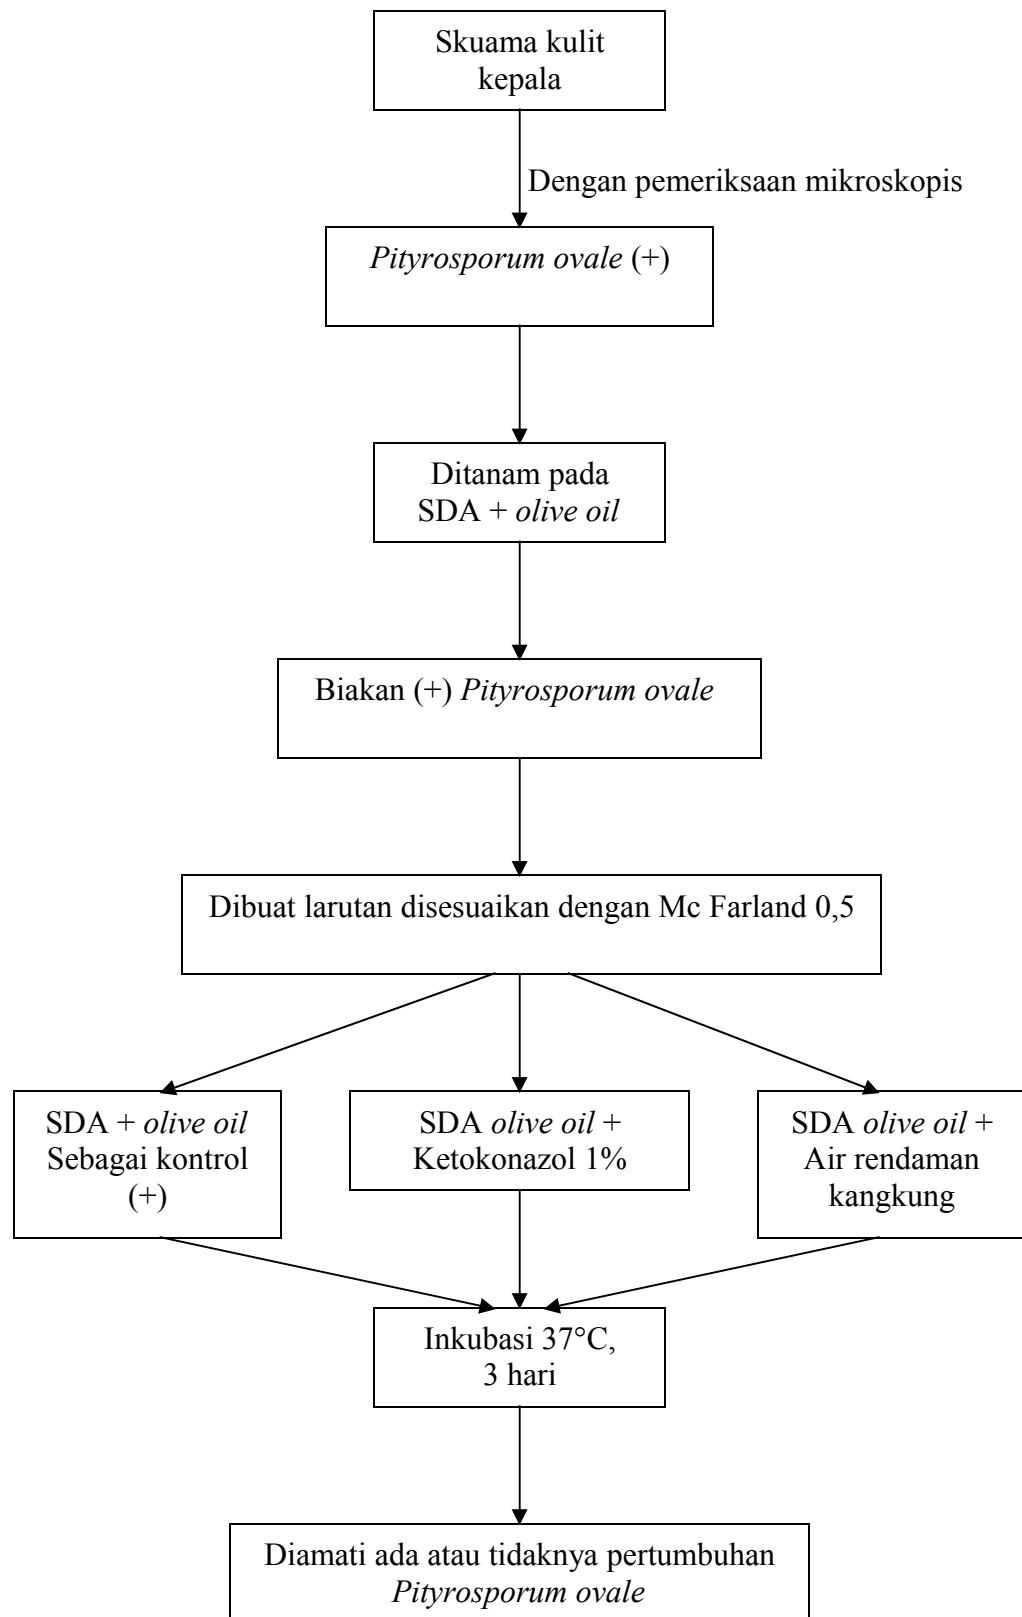 Skuama kulit
kepala
Dengan pemeriksaan mikroskopis
Pityrosporum ovale (+)
Ditanam pada
SDA + olive oil
Biakan (+) Pityrosporum ovale
Dibuat larutan disesuaikan dengan Mc Farland 0,5
SDA + olive oil
Sebagai kontrol
(+)
SDA olive oil +
Ketokonazol 1%
SDA olive oil +
Air rendaman
kangkung
Inkubasi 37°C,
3 hari
Diamati ada atau tidaknya pertumbuhan
Pityrosporum ovale